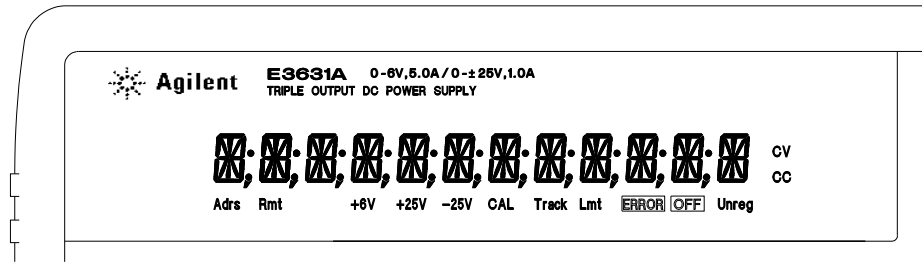 Agilent E3631A 0-6V,5.0A / 0-±25V,1.0A
TRIPLE OUTPUT DC POWER SUPPLY
CV
CC
Adrs Rmt +6V +25V -25V CAL Track Lmt ERROR OFF Unreg